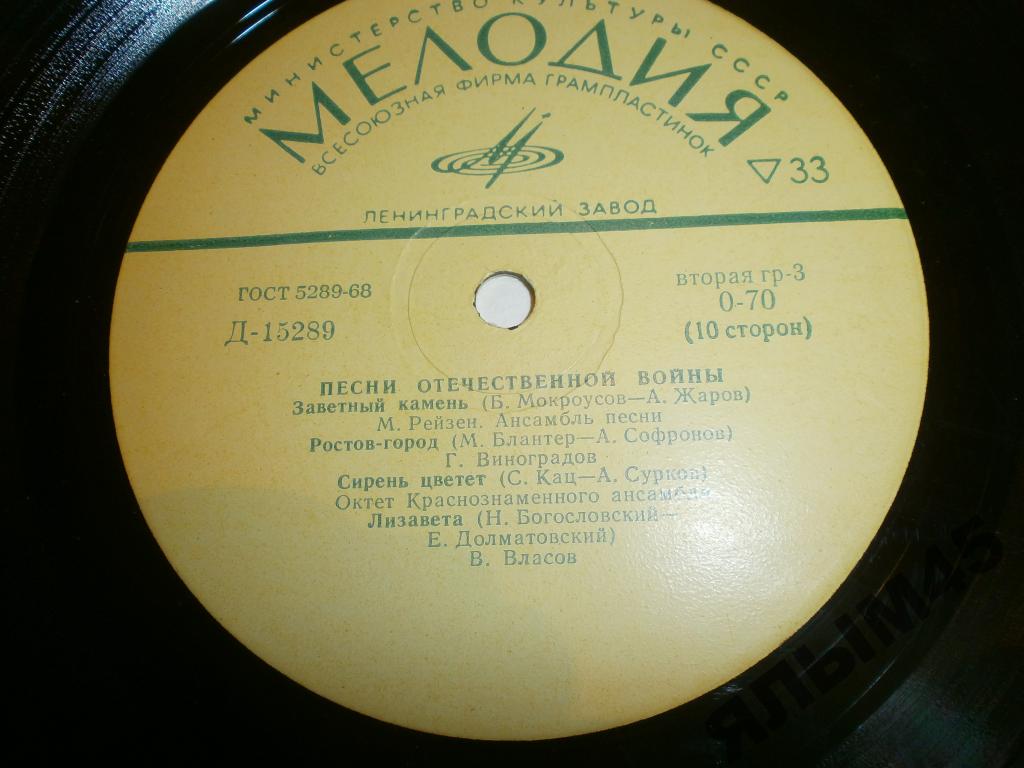 МИНИСТЕРСТВО КУЛЬТУРЫ СССР
МЕЛОДИЯ
ВСЕСОЮЗНАЯ ФИРМА ГРАМПЛАСТИНОК
33
ЛЕНИНГРАДСКИЙ ЗАВОД
ГОСТ 5289-68
Д-15289
вторая гр-3
0-70
(10 сторон)
ПЕСНИ ОТЕЧЕСТВЕННОЙ ВОЙНЫ
Заветный камень (Б. Мокроусов—А. Жаров)
М. Рейзен. Ансамбль песни
Ростов-город (М. Блантер—А. Софронов)
Г. Виноградов
Сирень цветет (С. Кац—А. Сурков)
Октет Краснознаменного ансамбля
Лизавета (Н. Богословский—
Е. Долматовский)
В. Власов
ЯЛЫМ45